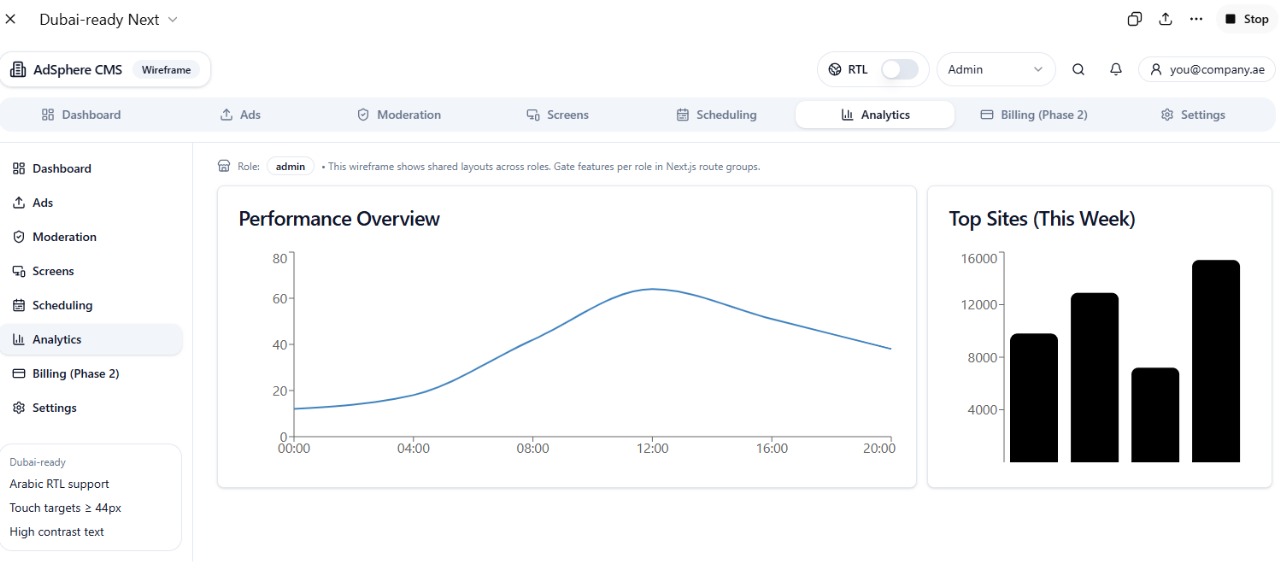 Dubai-ready Next
Stop
AdSphere CMS Wireframe
RTL
Admin
you@company.ae
Dashboard Ads Moderation Screens Scheduling Analytics Billing (Phase 2) Settings
Dashboard
Ads
Moderation
Screens
Scheduling
Analytics
Billing (Phase 2)
Settings
Dubai-ready
Arabic RTL support
Touch targets ≥ 44px
High contrast text
Role: admin • This wireframe shows shared layouts across roles. Gate features per role in Next.js route groups.
Performance Overview
80
60
40
20
0
00:00 04:00 08:00 12:00 16:00 20:00
Top Sites (This Week)
16000
12000
8000
4000